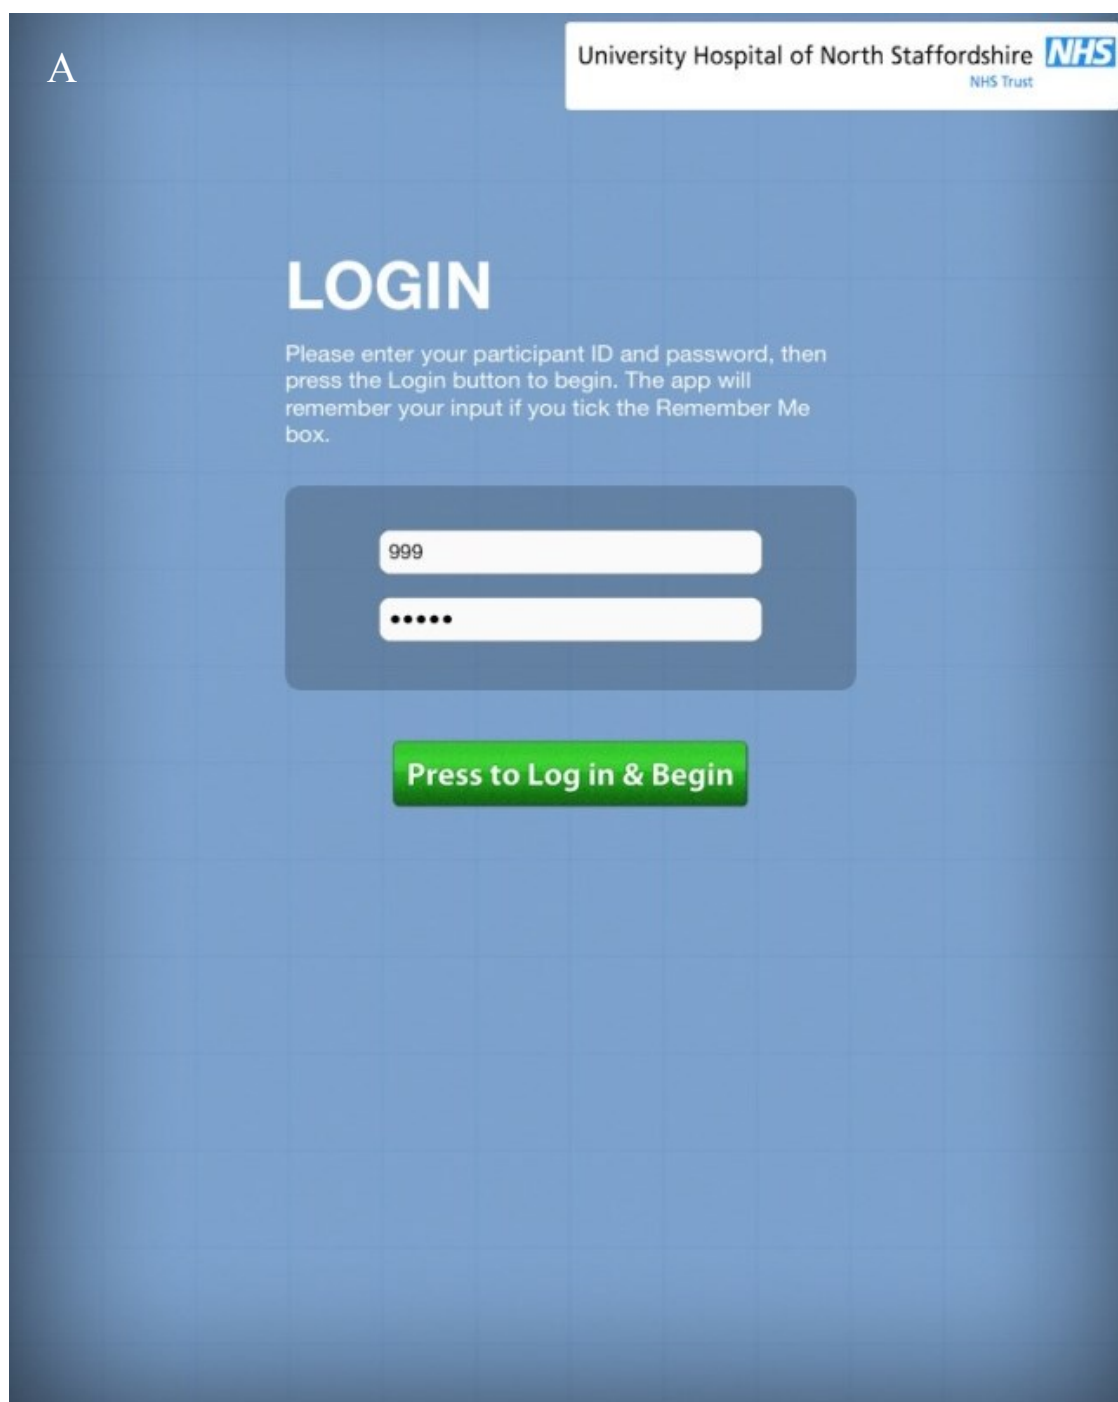 A
University Hospital of North Staffordshire NHS
NHS Trust
LOGIN
Please enter your participant ID and password, then
press the Login button to begin. The app will
remember your input if you tick the Remember Me
box.
999
•••••
Press to Log in & Begin